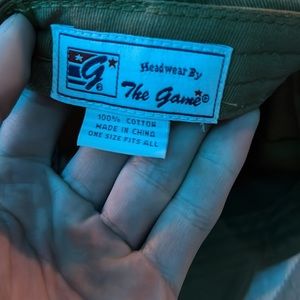 G®
Headwear By
The Game®
100% COTTON
MADE IN CHINA
ONE SIZE FITS ALL